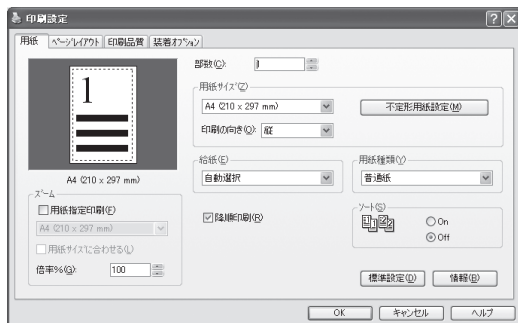 印刷設定
用紙 ページレイアウト 印刷品質 装着オプション
1
A4 (210 x 297 mm)
ズーム
用紙指定印刷(F)
A4 (210 x 297 mm)
用紙サイズに合わせる(L)
倍率%(G): 100
部数(C): 1
用紙サイズ(Z)
A4 (210 x 297 mm) 不定形用紙設定(M)
印刷の向き(O): 縦
給紙(E)
自動選択
用紙種類(Y)
普通紙
降順印刷(R)
ソート(S)
On
Off
標準設定(D) 情報(B)
OK キャンセル ヘルプ